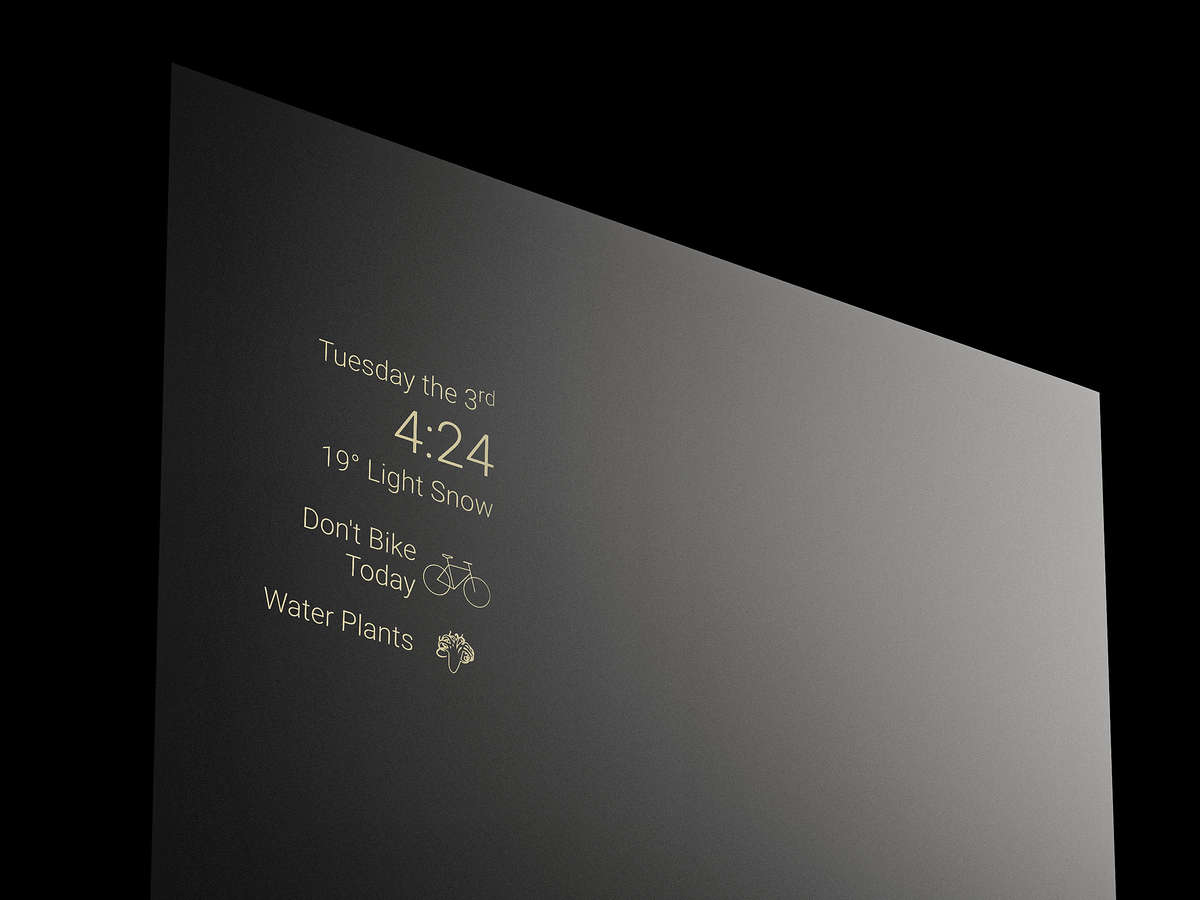 Tuesday the 3rd
4:24
19° Light Snow
Don't Bike
Today
Water Plants